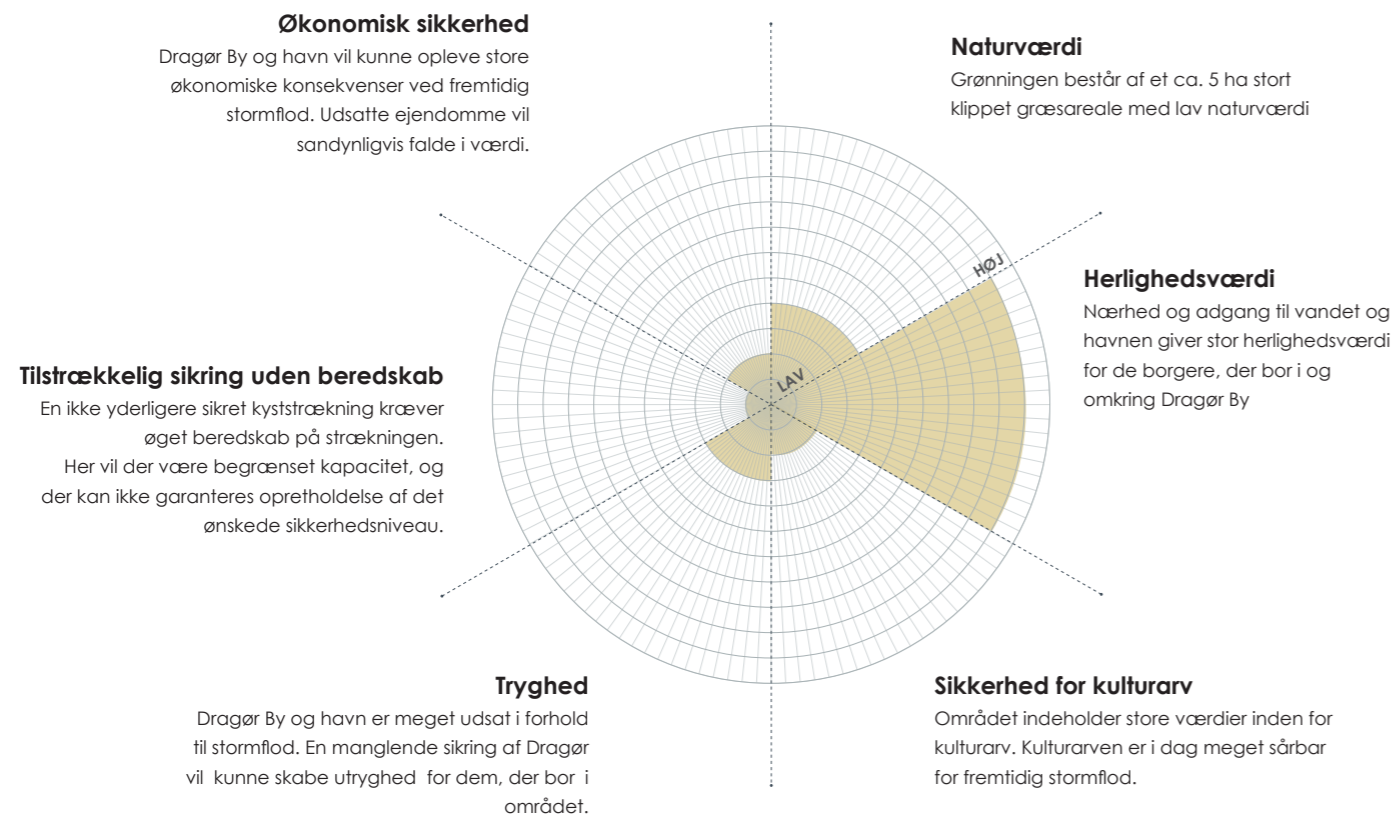 Økonomisk sikkerhed
Dragør By og havn vil kunne opleve store
økonomiske konsekvenser ved fremtidig
stormflod. Udsatte ejendomme vil
sandynligvis falde i værdi.
Naturværdi
Grønningen består af et ca. 5 ha stort
klippet græsareale med lav naturværdi
HØJ
LAV
Herlighedsværdi
Nærhed og adgang til vandet og
havnen giver stor herlighedsværdi
for de borgere, der bor i og
omkring Dragør By
Tilstrækkelig sikring uden beredskab
En ikke yderligere sikret kyststrækning kræver
øget beredskab på strækningen.
Her vil der være begrænset kapacitet, og
der kan ikke garanteres opretholdelse af det
ønskede sikkerhedsniveau.
Tryghed
Dragør By og havn er meget udsat i forhold
til stormflod. En manglende sikring af Dragør
vil kunne skabe utryghed for dem, der bor i
området.
Sikkerhed for kulturarv
Området indeholder store værdier inden for
kulturarv. Kulturarven er i dag meget sårbar
for fremtidig stormflod.